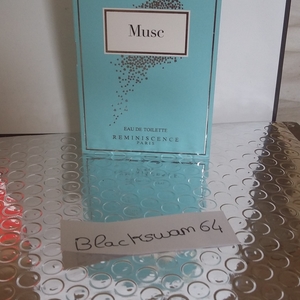 Musc
EAU DE TOILETTE
REMINISCENCE
PARIS
Blackswan64